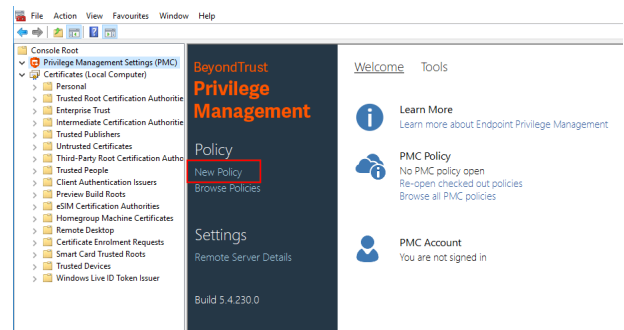 File Action View Favourites Window Help
Console Root
Privilege Management Settings (PMC)
Certificates (Local Computer)
Personal
Trusted Root Certification Authoritie
Enterprise Trust
Intermediate Certification Authoritie
Trusted Publishers
Untrusted Certificates
Third-Party Root Certification Autho
Trusted People
Client Authentication Issuers
Preview Build Roots
eSIM Certification Authorities
Homegroup Machine Certificates
Remote Desktop
Certificate Enrolment Requests
Smart Card Trusted Roots
Trusted Devices
Windows Live ID Token Issuer
BeyondTrust
Privilege
Management
Policy
New Policy
Browse Policies
Settings
Remote Server Details
Build 5.4.230.0
Welcome Tools
Learn More
Learn more about Endpoint Privilege Management
PMC Policy
No PMC policy open
Re-open checked out policies
Browse all PMC policies
PMC Account
You are not signed in